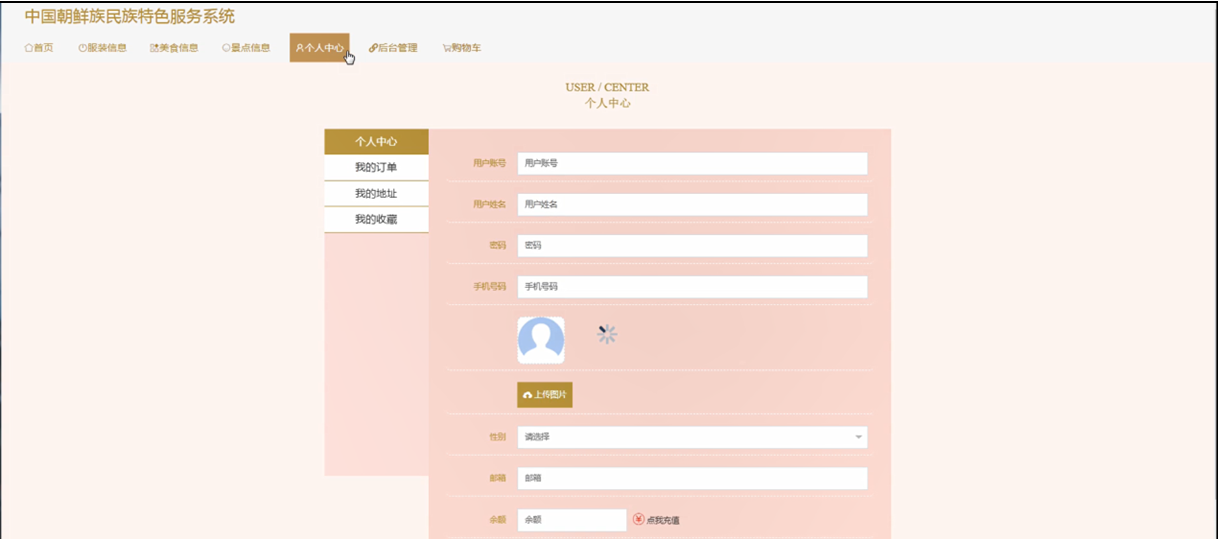 中国朝鲜族民族特色服务系统
首页 服装信息 美食信息 景点信息 个人中心 后台管理 购物车
USER / CENTER
个人中心
个人中心
我的订单
我的地址
我的收藏
用户账号 用户账号
用户姓名 用户姓名
密码 密码
手机号码 手机号码
上传图片
性别 请选择
邮箱 邮箱
余额 余额 点我充值